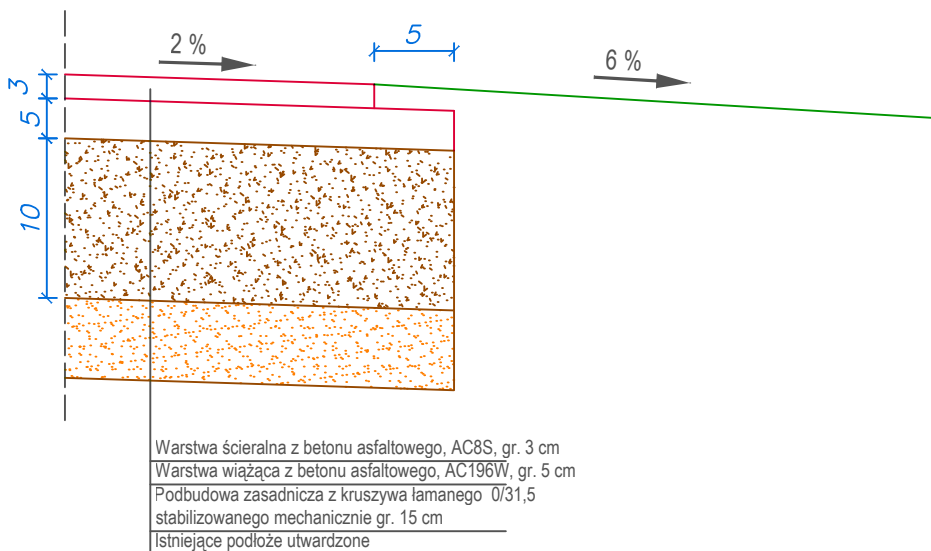 5
2 %
6 %
3
5
10
Warstwa ścieralna z betonu asfaltowego, AC8S, gr. 3 cm
Warstwa wiążąca z betonu asfaltowego, AC196W, gr. 5 cm
Podbudowa zasadnicza z kruszywa łamanego 0/31,5
stabilizowanego mechanicznie gr. 15 cm
Istniejące podłoże utwardzone